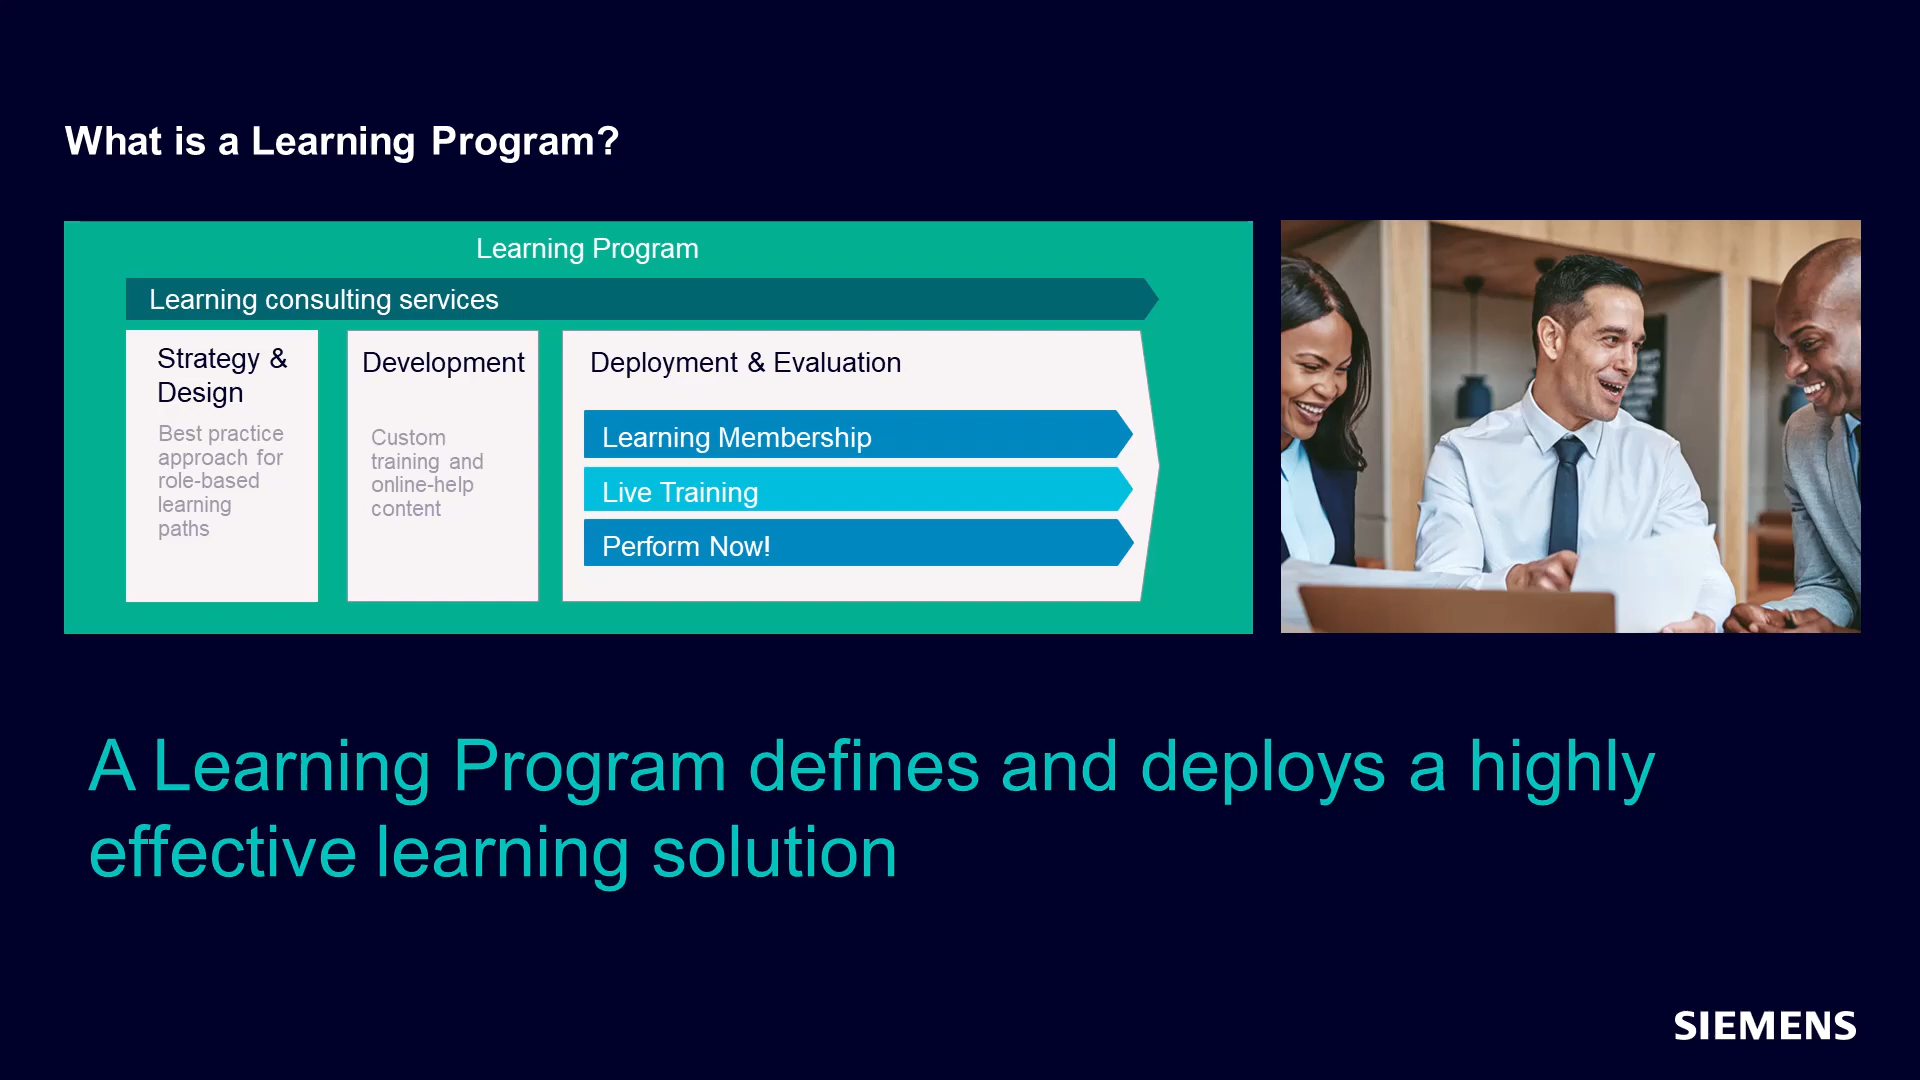 What is a Learning Program?
Learning Program
Learning consulting services
Strategy &
Design
Best practice
approach for
role-based
learning
paths
Development
Custom
training and
online-help
content
Deployment & Evaluation
Learning Membership
Live Training
Perform Now!
A Learning Program defines and deploys a highly
effective learning solution
SIEMENS